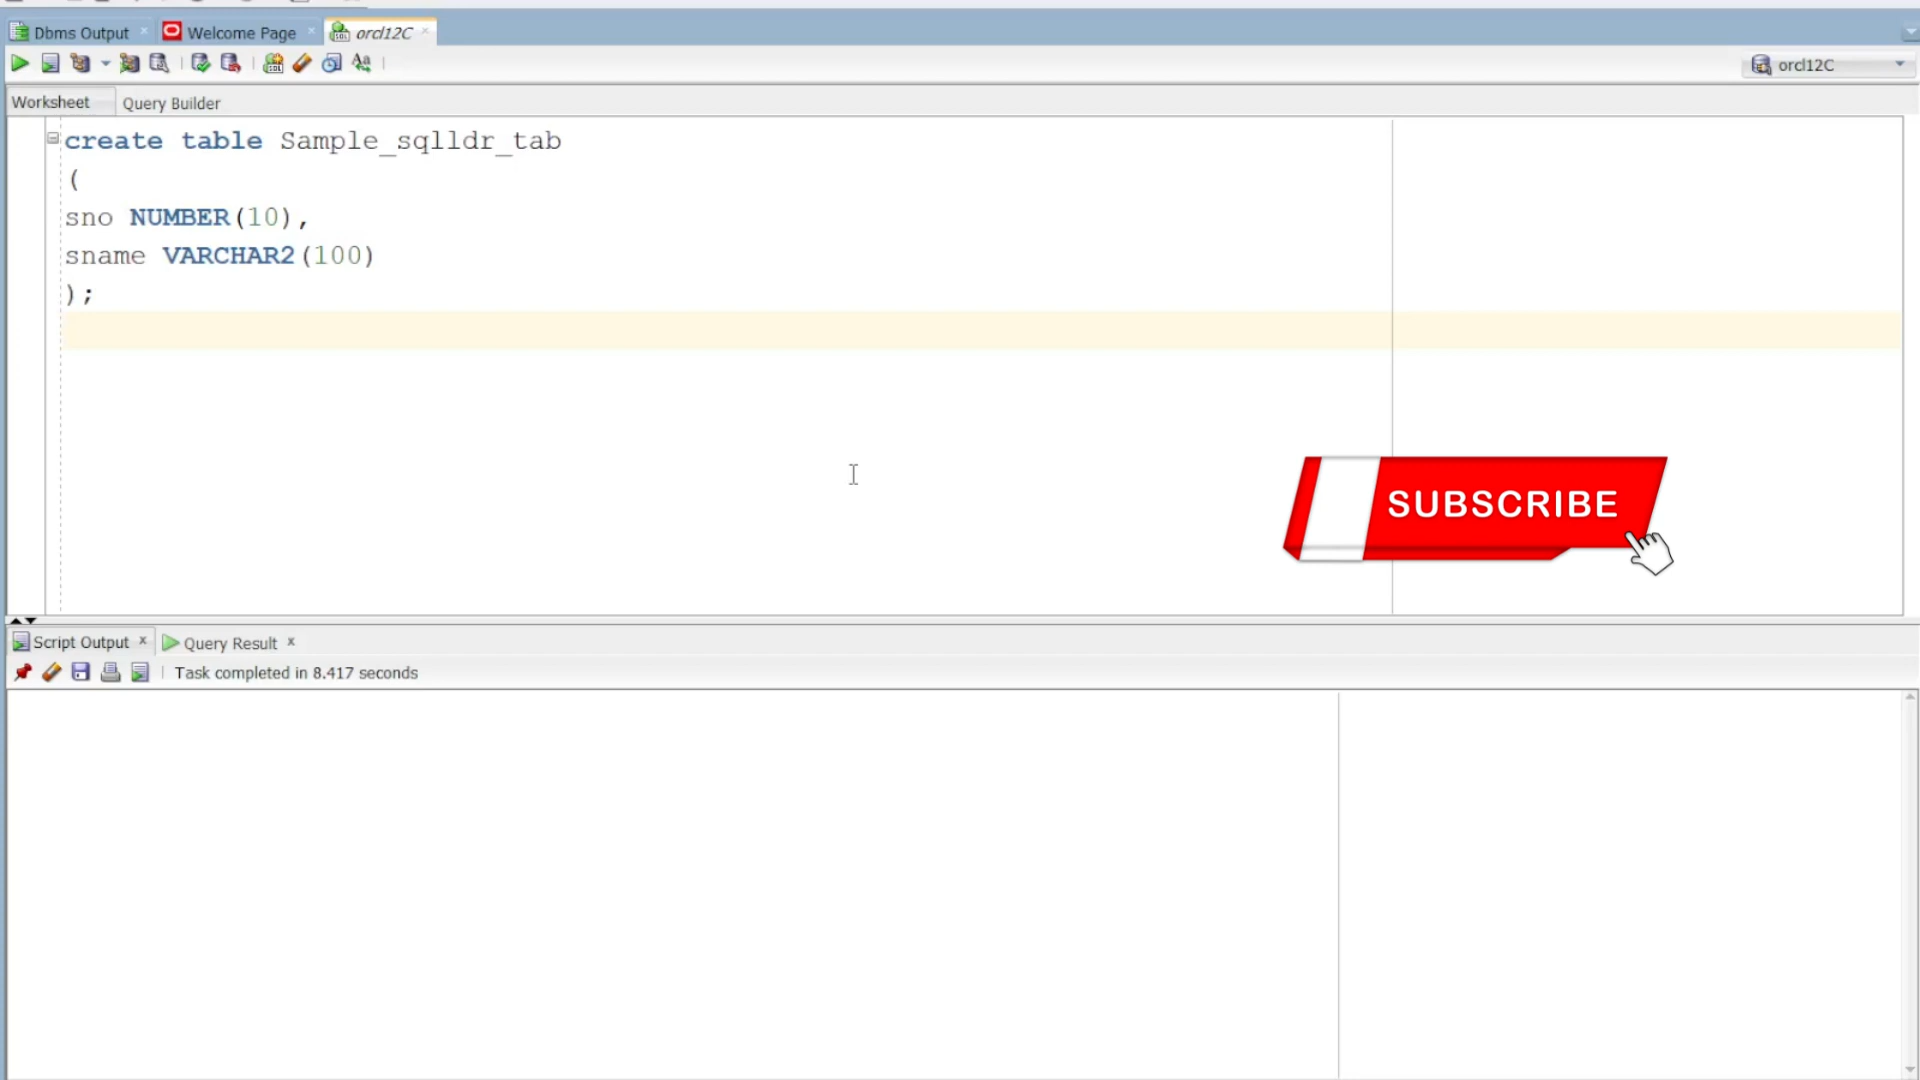 Dbms Output
Welcome Page
orcl12C
orcl12C
Worksheet
Query Builder
create table Sample_sqlldr_tab
(
sno NUMBER(10),
sname VARCHAR2(100)
);
SUBSCRIBE
Script Output
Query Result
Task completed in 8.417 seconds